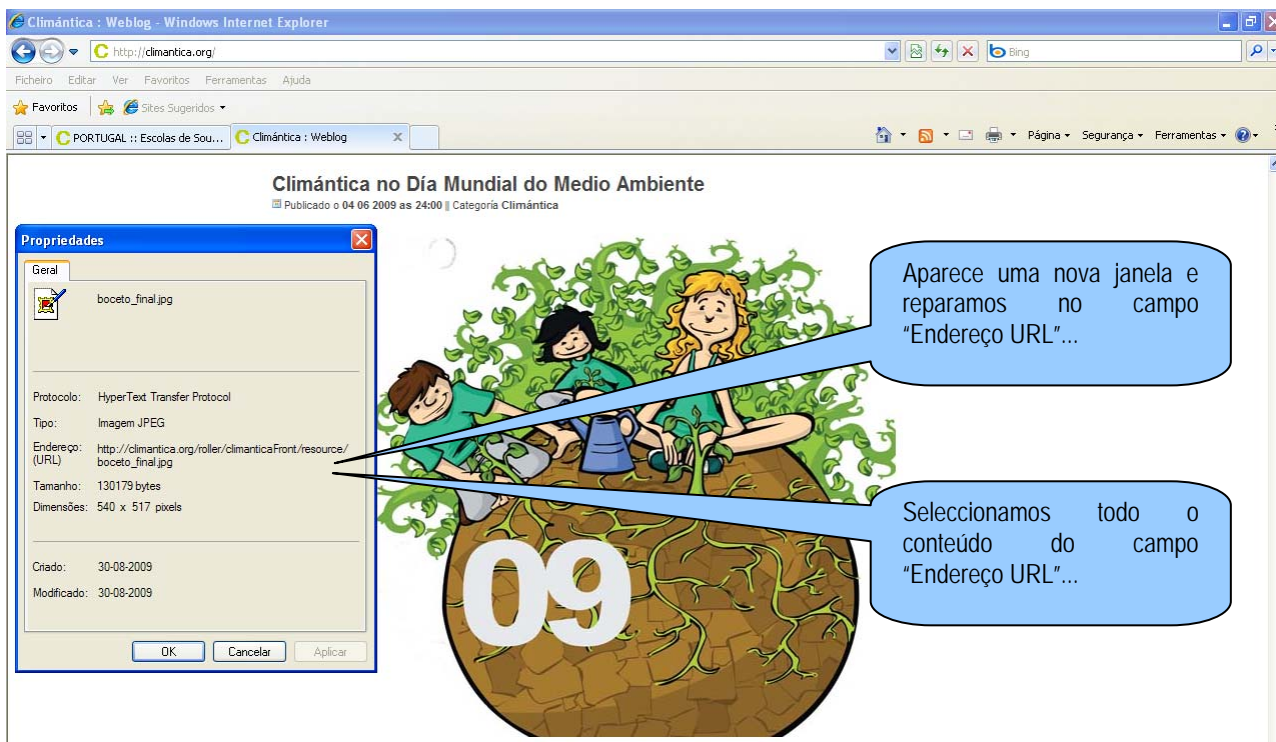 Climántica : Weblog - Windows Internet Explorer
http://climantica.org/
Bing
Ficheiro Editar Ver Favoritos Ferramentas Ajuda
Favoritos Sites Sugeridos
PORTUGAL :: Escolas de Sou... Climántica : Weblog Página Segurança Ferramentas
Climántica no Día Mundial do Medio Ambiente
Publicado o 04 06 2009 as 24:00 || Categoría Climántica
Propriedades
Geral
boceto_final.jpg
Protocolo: HyperText Transfer Protocol
Tipo: Imagem JPEG
Endereço: (URL) http://climantica.org/roller/climanticaFront/resource/
boceto_final.jpg
Tamanho: 130179 bytes
Dimensões: 540 x 517 pixels
Criado: 30-08-2009
Modificado: 30-08-2009
OK Cancelar Aplicar
Aparece uma nova janela e
reparamos no campo
“Endereço URL”...
Seleccionamos todo o
conteúdo do campo
“Endereço URL”...
09